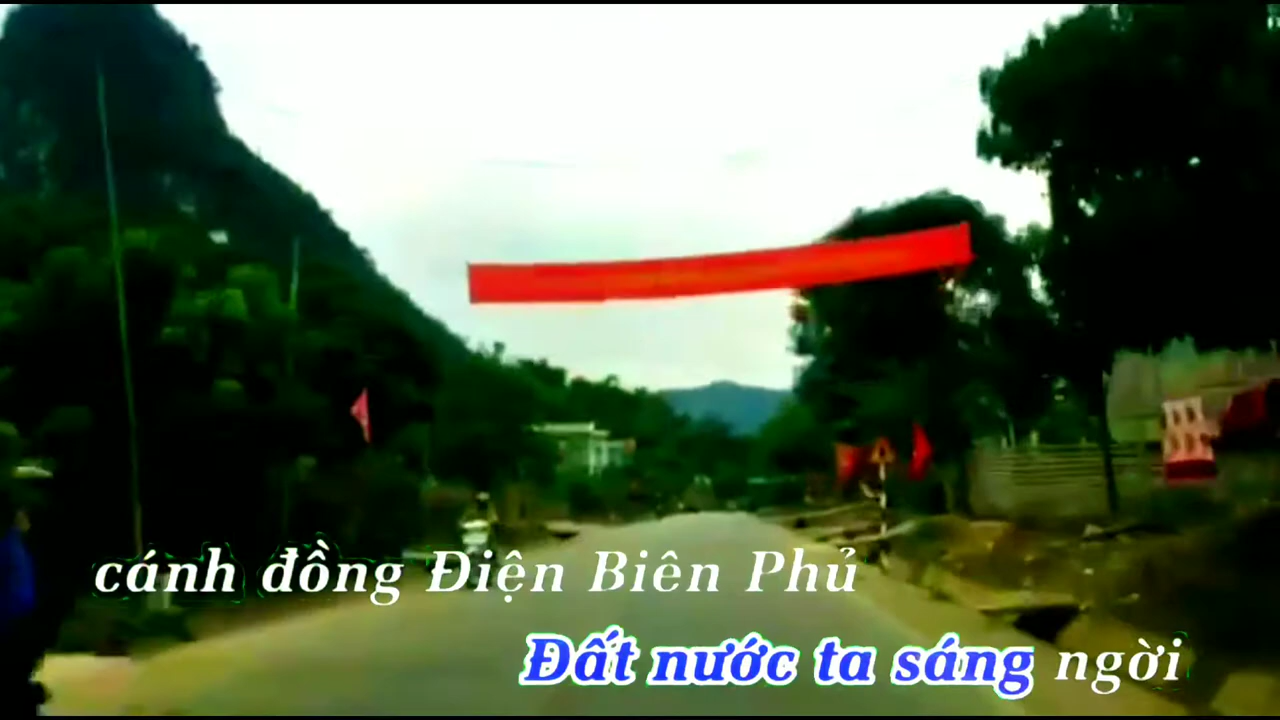 cánh đồng Điện Biên Phủ
Đất nước ta sáng ngời